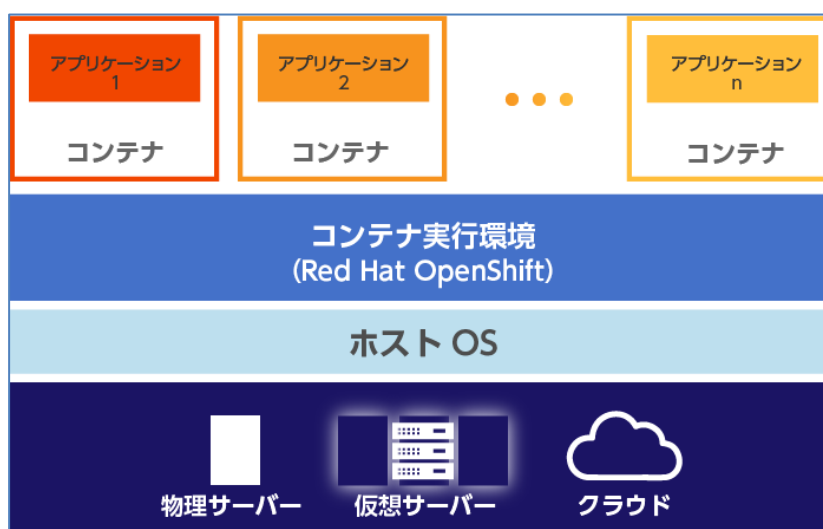 アプリケーション
1
アプリケーション
2
アプリケーション
n
コンテナ
コンテナ
コンテナ
コンテナ実行環境
(Red Hat OpenShift)
ホスト OS
物理サーバー
仮想サーバー
クラウド